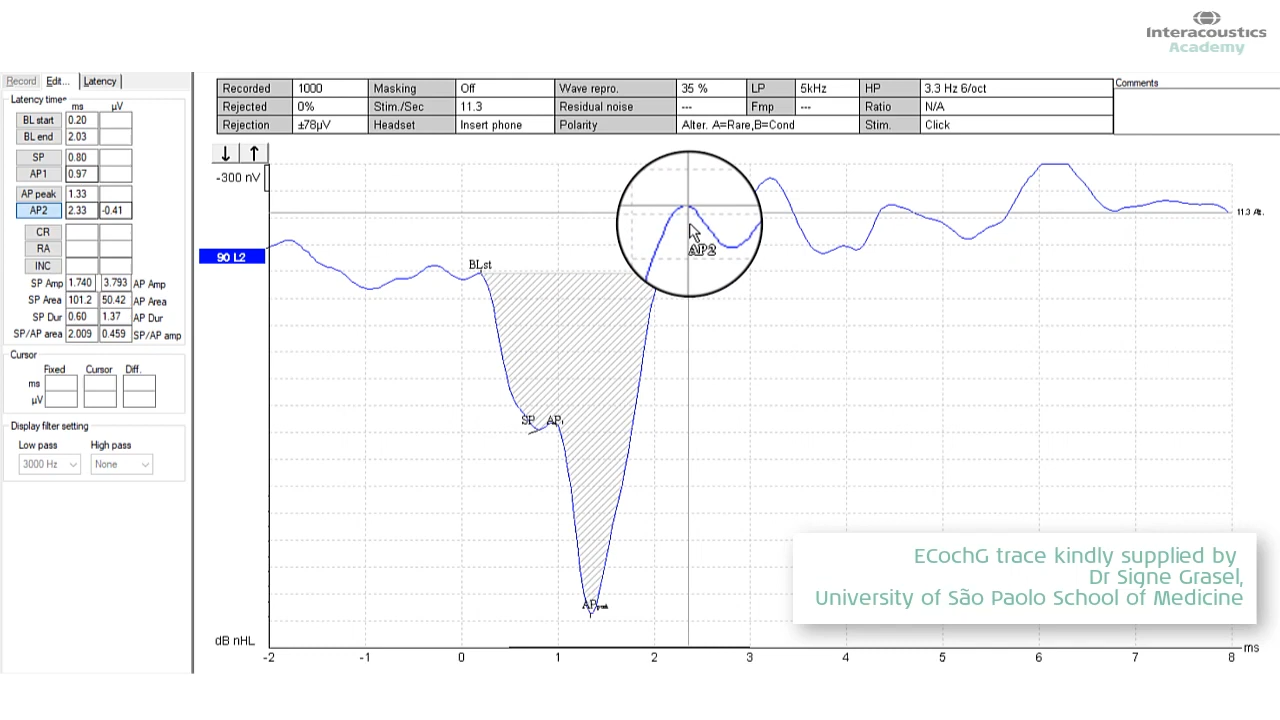 Interacoustics
Academy
Record Edit... Latency
Latency times
ms µV
BL start 0.20
BL end 2.03
SP 0.80
AP1 0.97
AP peak 1.33
AP2 2.33 -0.41
CR
RA
INC
SP Amp 1.740 3.793 AP Amp
SP Area 101.2 50.42 AP Area
SP Dur 0.60 1.37 AP Dur
SP/AP area 2.009 0.459 SP/AP amp
Cursor
Fixed Cursor Diff.
ms
µV
Display filter setting
Low pass High pass
3000 Hz None
Recorded 1000 Masking Off Wave repro. 35 % LP 5kHz HP 3.3 Hz 6/oct
Rejected 0% Stim./Sec 11.3 Residual noise --- Fmp --- Ratio N/A
Rejection ±78µV Headset Insert phone Polarity Alter. A=Rare,B=Cond Stim. Click
Comments
-300 nV
90 L2
BLst
SP AP
AP2
11.3 Alt.
dB nHL
-2 -1 0 1 2 3 4 5 6 7 8 ms
ECochG trace kindly supplied by
Dr Signe Grasel,
University of São Paolo School of Medicine